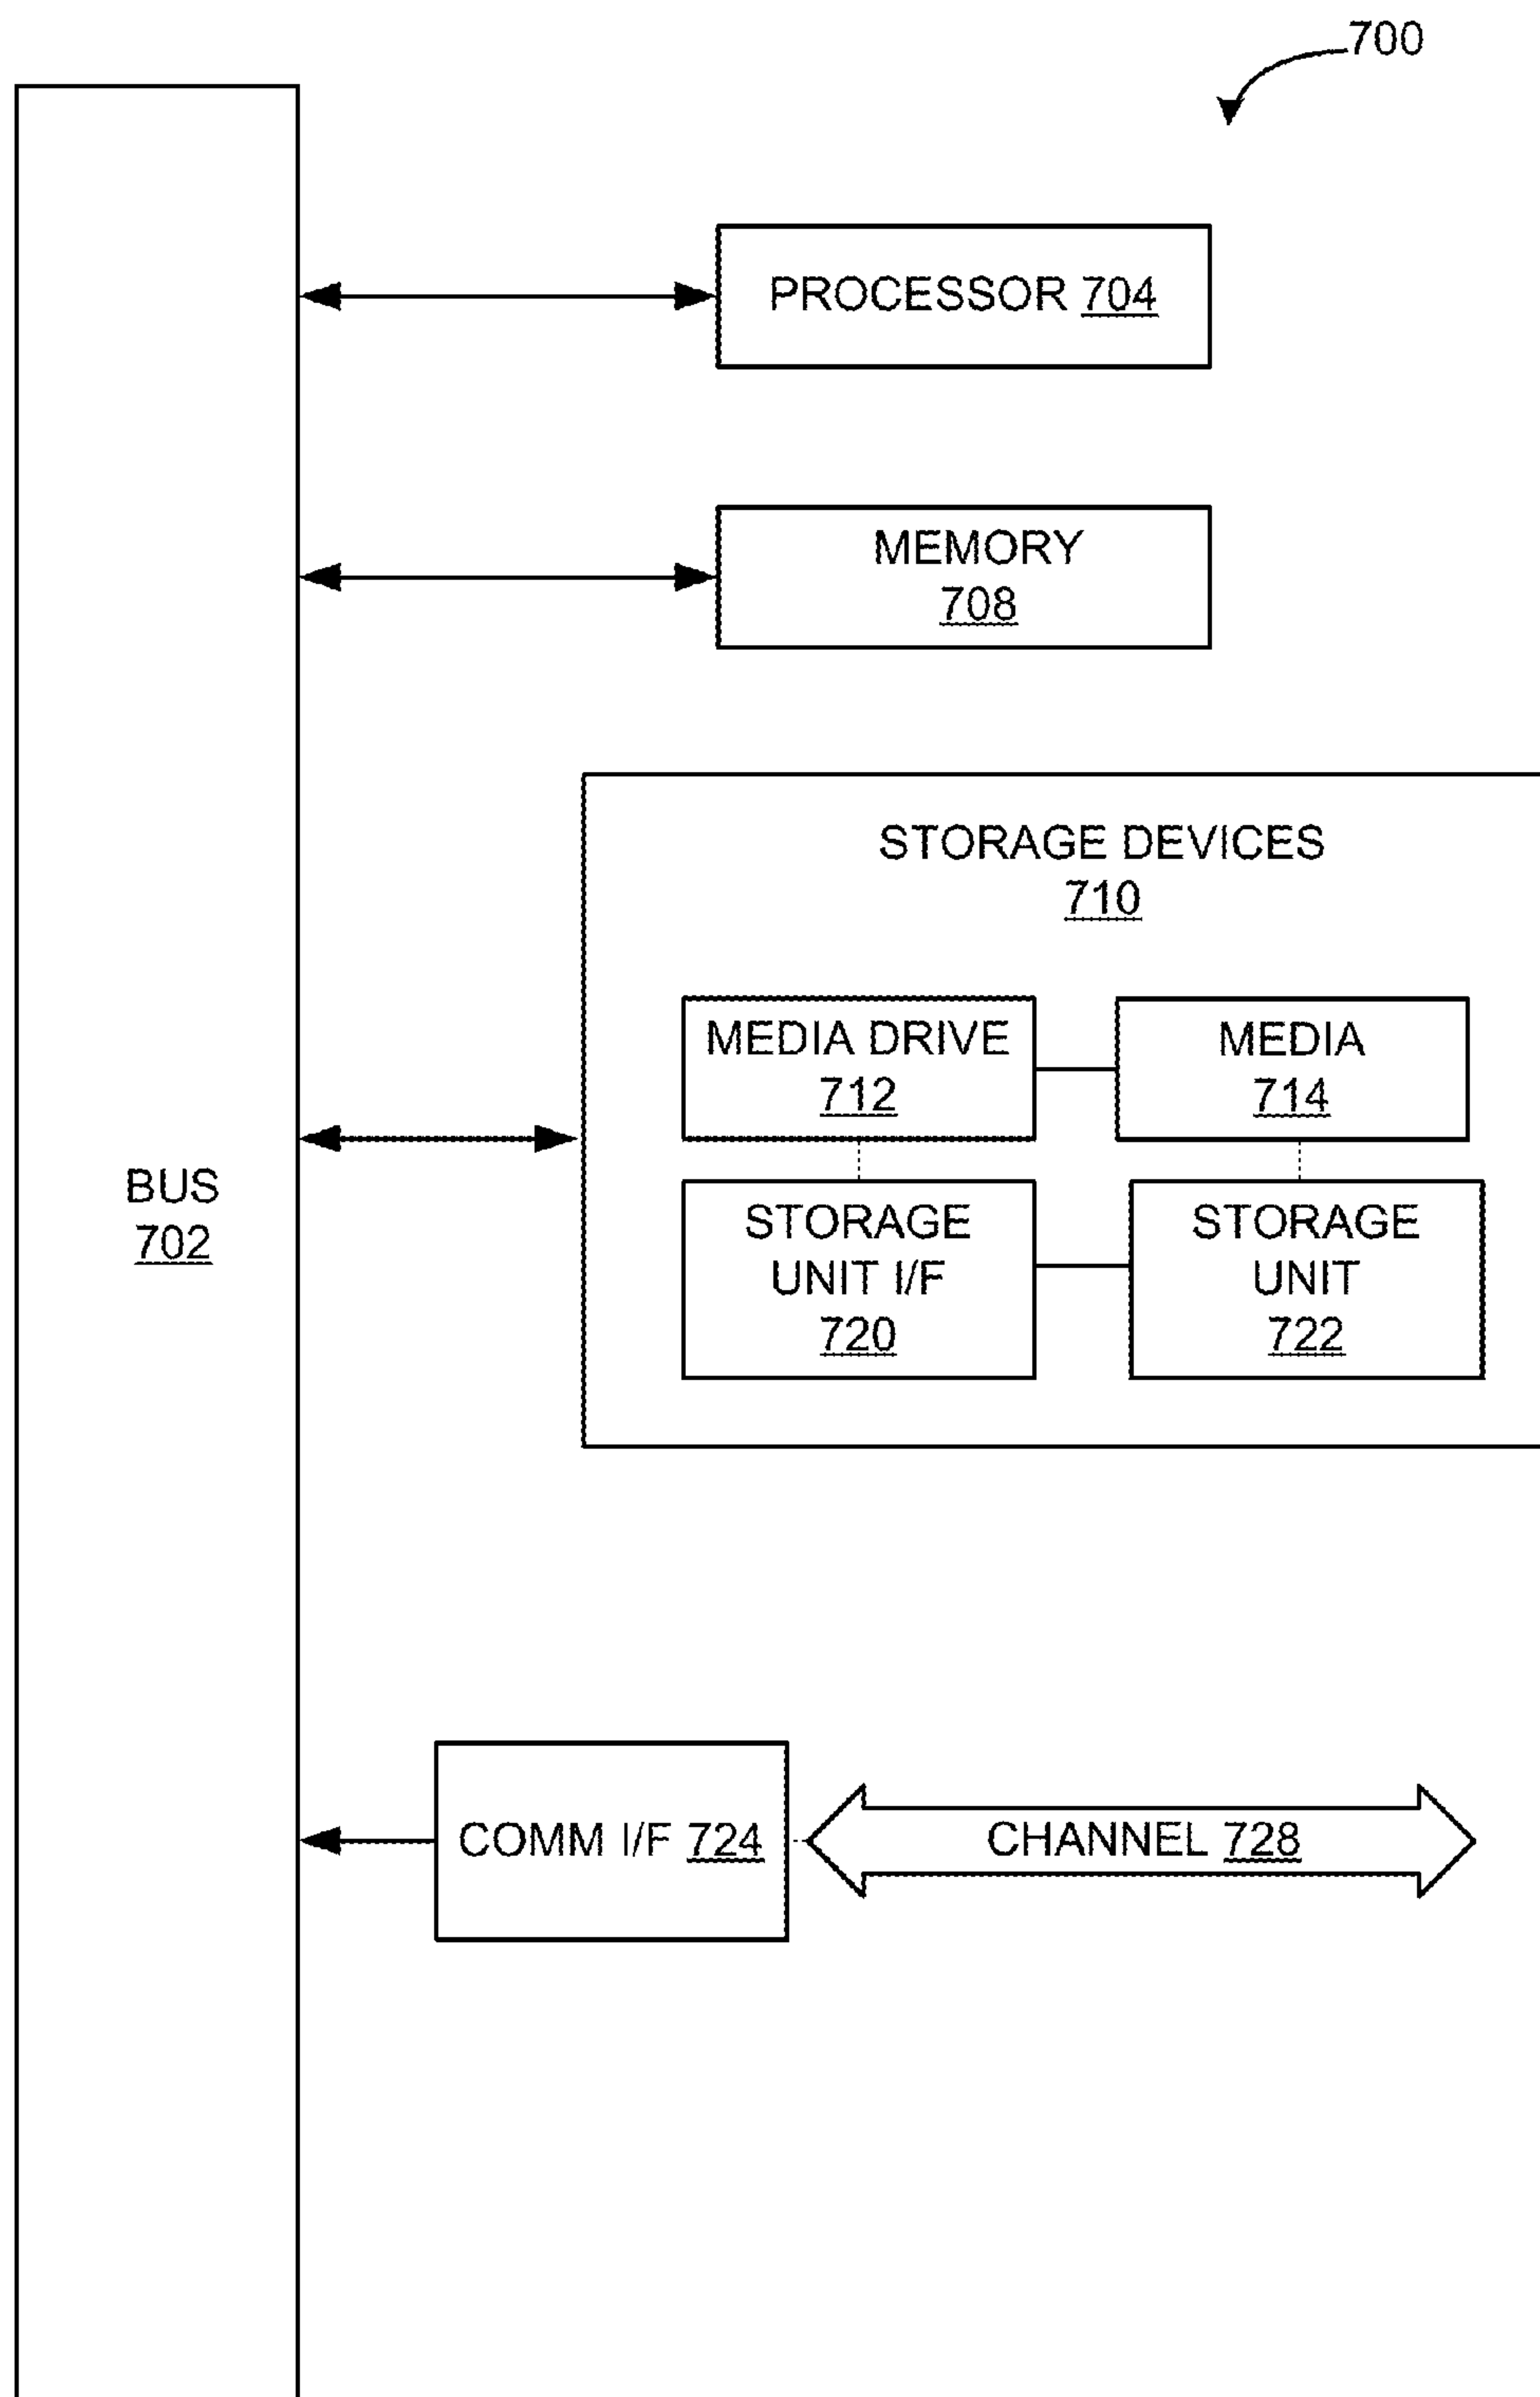 700
PROCESSOR 704
MEMORY
708
STORAGE DEVICES
710
MEDIA DRIVE
712
MEDIA
714
BUS
702
STORAGE
UNIT I/F
720
STORAGE
UNIT
722
COMM I/F 724
CHANNEL 728